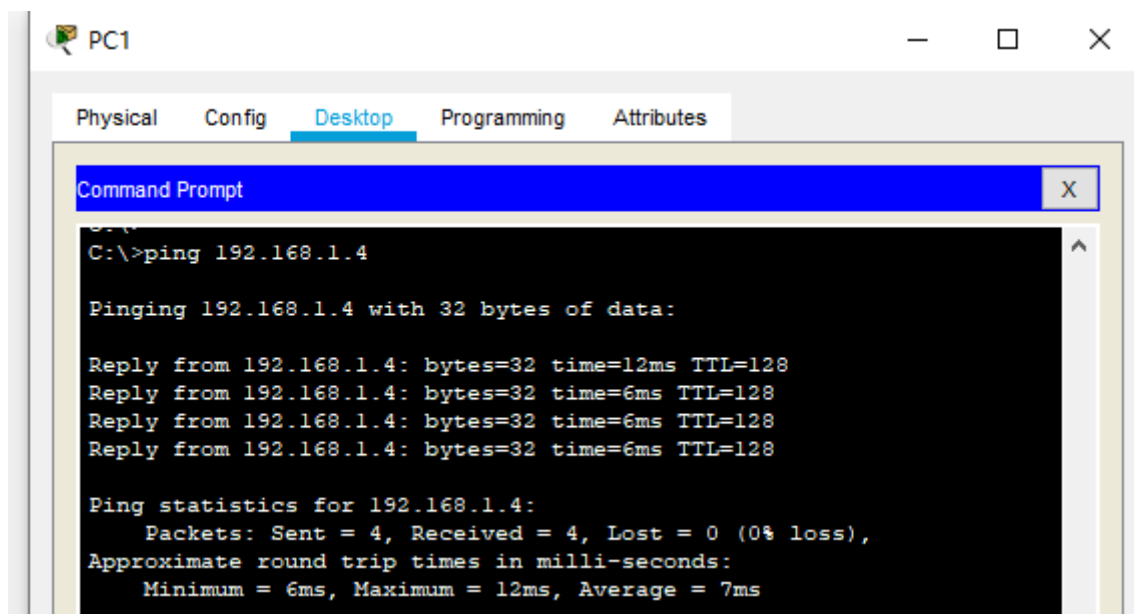 PC1
Physical Config Desktop Programming Attributes
Command Prompt X
C:\>ping 192.168.1.4
Pinging 192.168.1.4 with 32 bytes of data:
Reply from 192.168.1.4: bytes=32 time=12ms TTL=128
Reply from 192.168.1.4: bytes=32 time=6ms TTL=128
Reply from 192.168.1.4: bytes=32 time=6ms TTL=128
Reply from 192.168.1.4: bytes=32 time=6ms TTL=128
Ping statistics for 192.168.1.4:
Packets: Sent = 4, Received = 4, Lost = 0 (0% loss),
Approximate round trip times in milli-seconds:
Minimum = 6ms, Maximum = 12ms, Average = 7ms